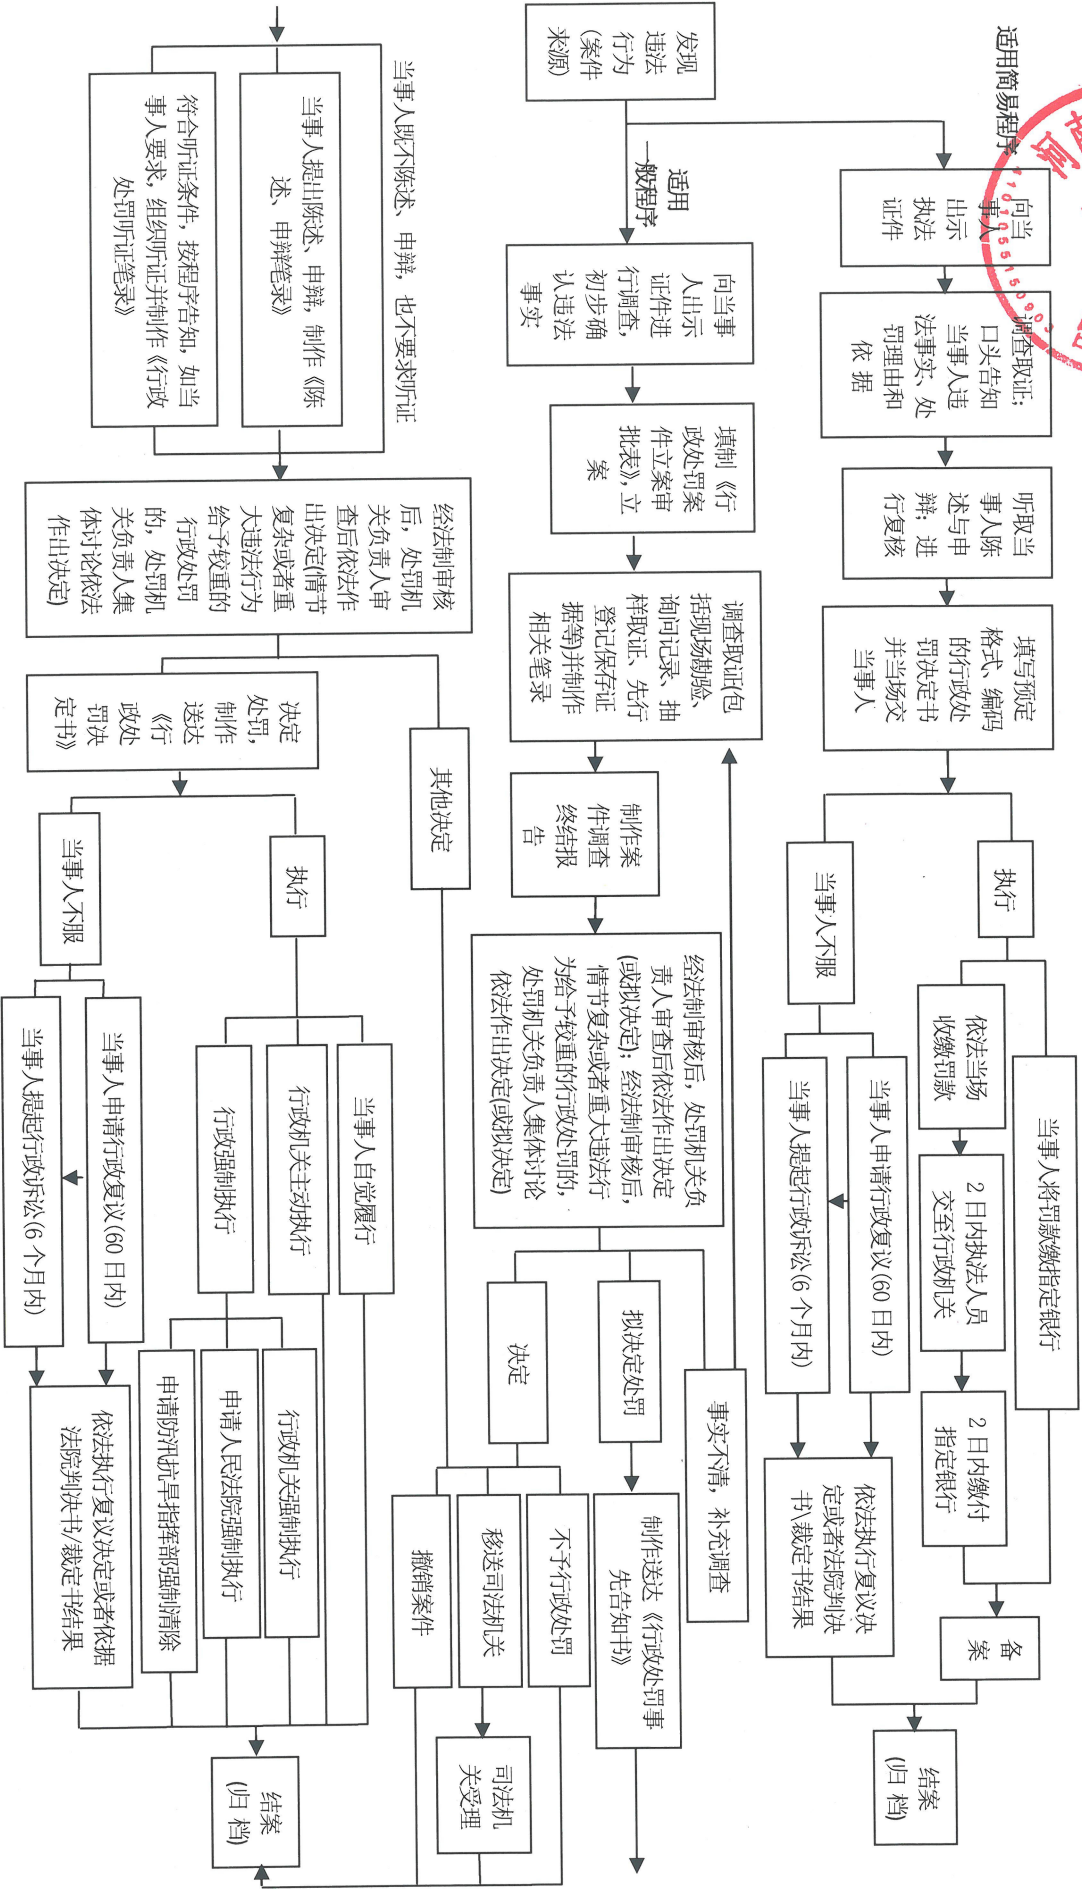 发现
违法
行为
(案件
来源)
适用简易程序
向当
事人
出示
执法
证件
调查取证；
口头告知
当事人违
法事实、处
罚理由和
依 据
听取当
事人陈
述与申
辩；进
行复核
填写预定
格式、编码
的行政处
罚决定书
并当场交
当事人
执行
当事人将罚款缴指定银行
依法当场
收缴罚款
2 日内执法人员
交至行政机关
2 日内缴付
指定银行
备
案
当事人不服
当事人申请行政复议(60 日内)
当事人提起行政诉讼(6 个月内)
依法执行复议决
定或者法院判决
书\裁定书结果
结案
(归 档)
适用
一般程序
向当事
人出示
证件进
行调查，
初步确
认违法
事实
填制《行
政处罚案
件立案审
批表》，立
案
调查取证(包
括现场勘验、
询问记录、抽
样取证、先行
登记保存证
据等)并制作
相关笔录
制作案
件调查
终结报
告
经法制审核后，处罚机关负
责人审查后依法作出决定
(或拟决定)；经法制审核后，
情节复杂或者重大违法行
为给予较重的行政处罚的，
处罚机关负责人集体讨论
依法作出决定(或拟决定)
事实不清，补充调查
拟决定处罚
制作送达《行政处罚事
先告知书》
决定
不予行政处罚
移送司法机关
撤销案件
司法机
关受理
当事人既不陈述、申辩，也不要求听证
当事人提出陈述、申辩，制作《陈
述、申辩笔录》
符合听证条件，按程序告知，如当
事人要求，组织听证并制作《行政
处罚听证笔录》
经法制审核
后，处罚机
关负责人审
查后依法作
出决定(情节
复杂或者重
大违法行为
给予较重的
行政处罚
的，处罚机
关负责人集
体讨论依法
作出决定)
其他决定
决定
处罚，
制作
送达
《行
政处
罚决
定书》
执行
当事人自觉履行
行政机关主动执行
行政强制执行
行政机关强制执行
申请人民法院强制执行
申请防汛抗旱指挥部强制清除
当事人不服
当事人申请行政复议(60 日内)
当事人提起行政诉讼(6 个月内)
依法执行复议决定或者依据
法院判决书/裁定书结果
结案
(归 档)